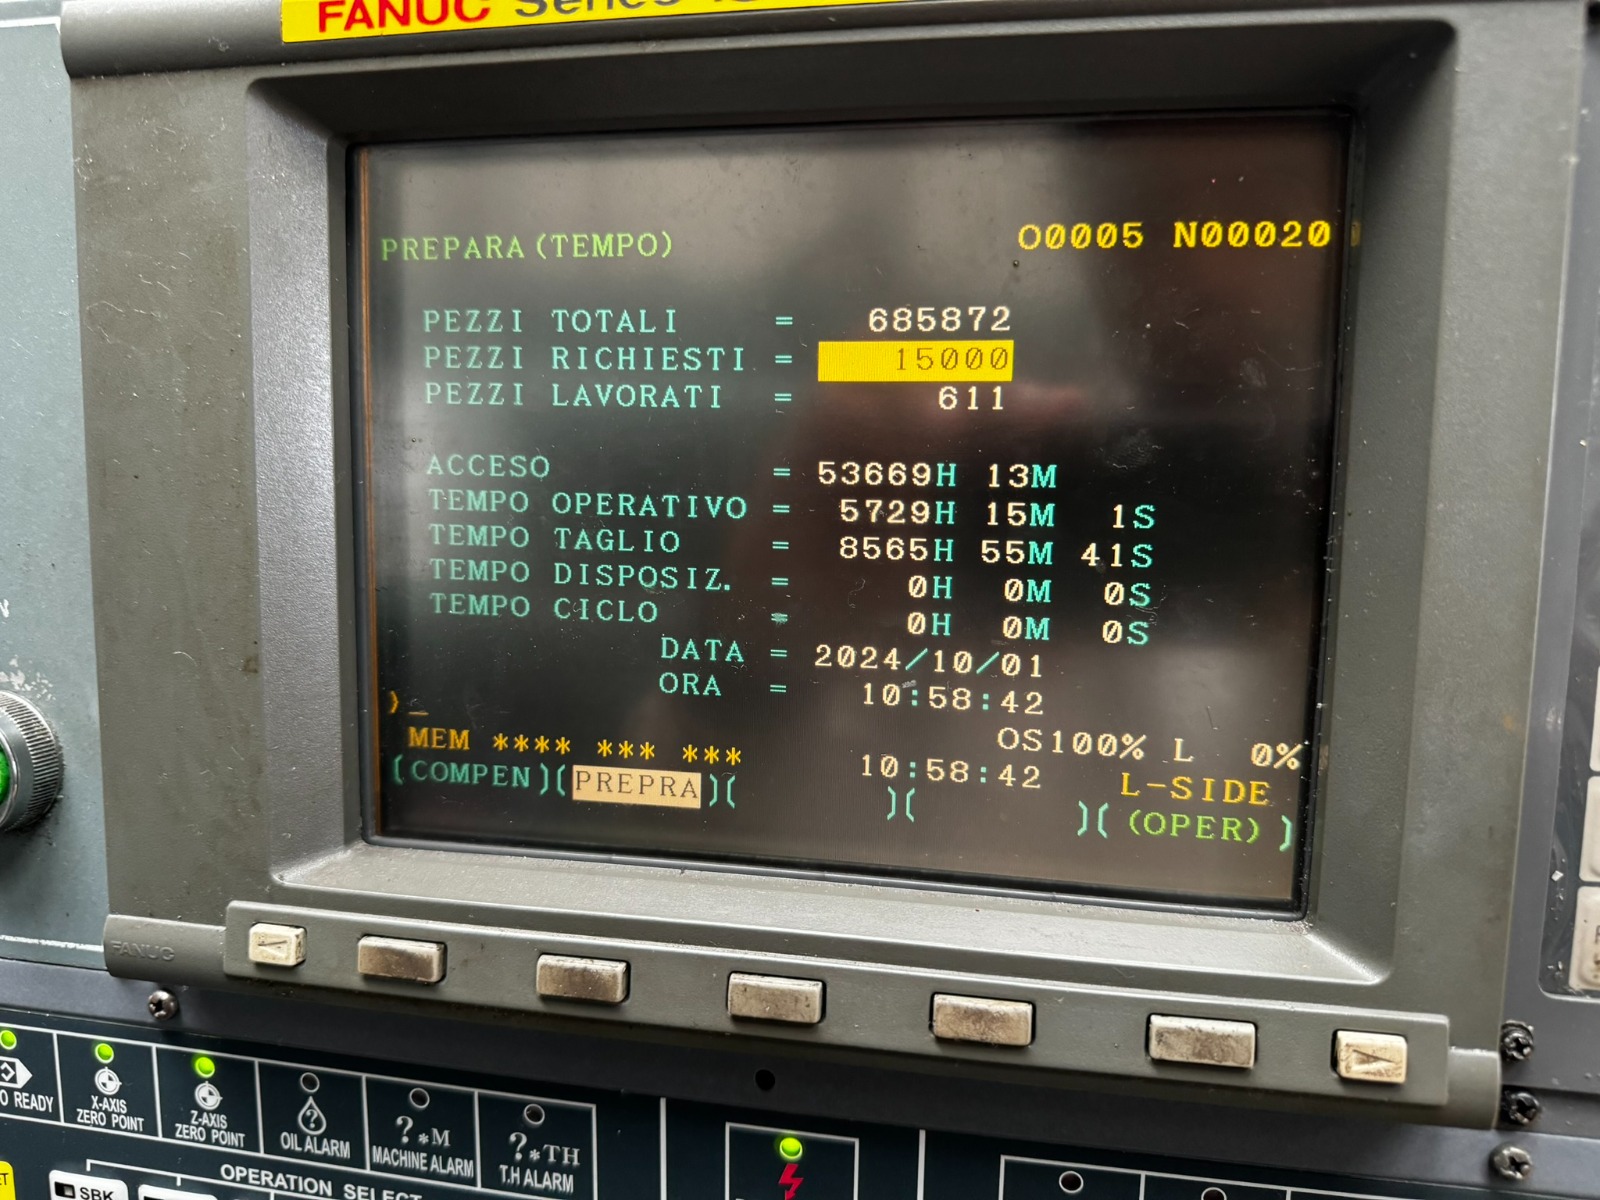 FANUC Series
PREPARA(TEMPO) O0005 N00020
PEZZI TOTALI = 685872
PEZZI RICHIESTI = 15000
PEZZI LAVORATI = 611
ACCESO = 53669H 13M
TEMPO OPERATIVO = 5729H 15M 1S
TEMPO TAGLIO = 8565H 55M 41S
TEMPO DISPOSIZ. = 0H 0M 0S
TEMPO CICLO = 0H 0M 0S
DATA = 2024/10/01
ORA = 10:58:42
>_
OS100% L 0%
MEM **** *** *** 10:58:42 L-SIDE
(COMPEN)(PREPRA)( )( )((OPER))
FANUC
READY
X-AXIS
ZERO POINT
Z-AXIS
ZERO POINT
OIL ALARM
?*M
MACHINE ALARM
?*TH
T.H ALARM
OPERATION SELECT
SBK